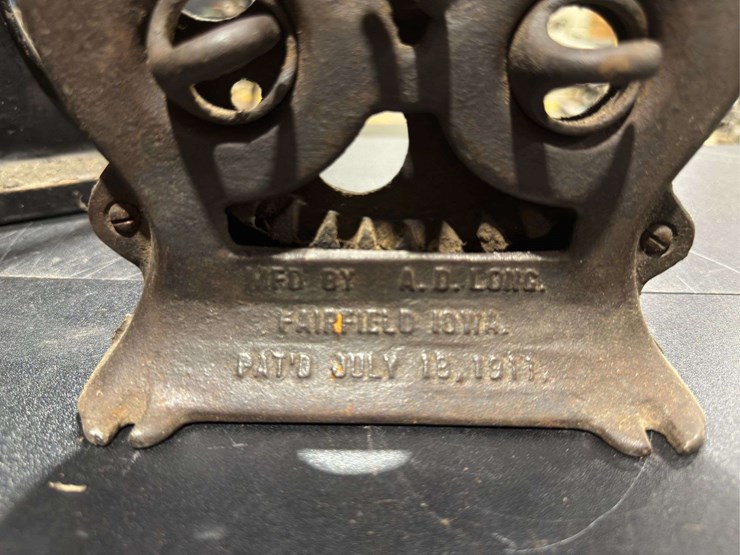 MFD BY A.D. LONG.
FAIRFIELD IOWA.
PAT'D JULY 18, 1911.